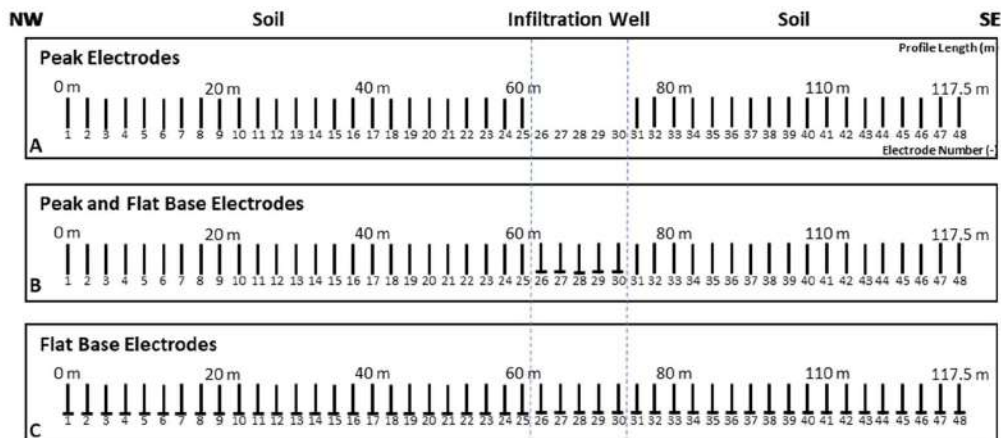 NW Soil Infiltration Well Soil SE
Peak Electrodes
Profile Length (m
0 m 20 m 40 m 60 m 80 m 110 m 117.5 m
1 2 3 4 5 6 7 8 9 10 11 12 13 14 15 16 17 18 19 20 21 22 23 24 25 26 27 28 29 30 31 32 33 34 35 36 37 38 39 40 41 42 43 44 45 46 47 48
A Electrode Number (-)
Peak and Flat Base Electrodes
0 m 20 m 40 m 60 m 80 m 110 m 117.5 m
1 2 3 4 5 6 7 8 9 10 11 12 13 14 15 16 17 18 19 20 21 22 23 24 25 26 27 28 29 30 31 32 33 34 35 36 37 38 39 40 41 42 43 44 45 46 47 48
B
Flat Base Electrodes
0 m 20 m 40 m 60 m 80 m 110 m 117.5 m
1 2 3 4 5 6 7 8 9 10 11 12 13 14 15 16 17 18 19 20 21 22 23 24 25 26 27 28 29 30 31 32 33 34 35 36 37 38 39 40 41 42 43 44 45 46 47 48
C